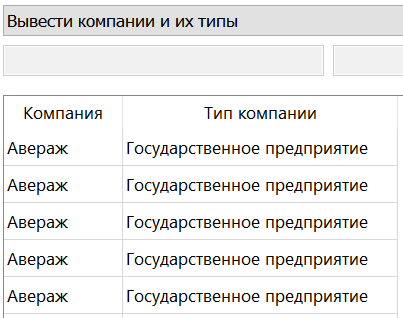 Вывести компании и их типы
Компания Тип компании
Авераж Государственное предприятие
Авераж Государственное предприятие
Авераж Государственное предприятие
Авераж Государственное предприятие
Авераж Государственное предприятие